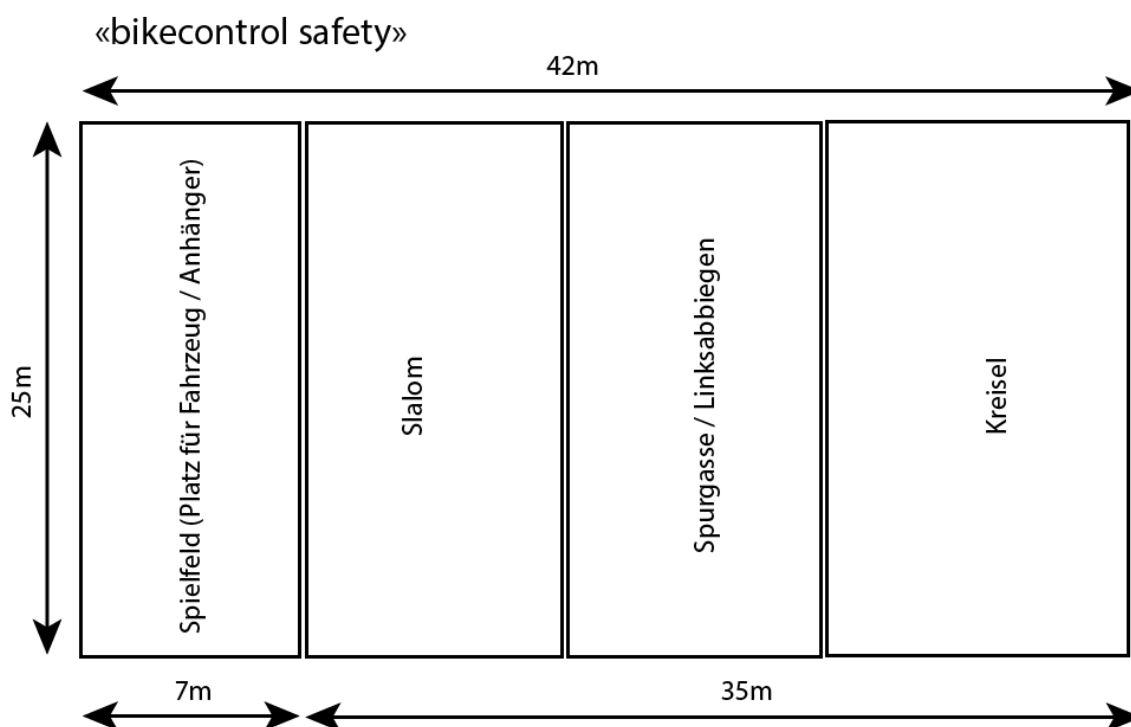 «bikecontrol safety»
42m
25m
Spielfeld (Platz für Fahrzeug / Anhänger)
Slalom
Spurgasse / Linksabbiegen
Kreisel
7m
35m